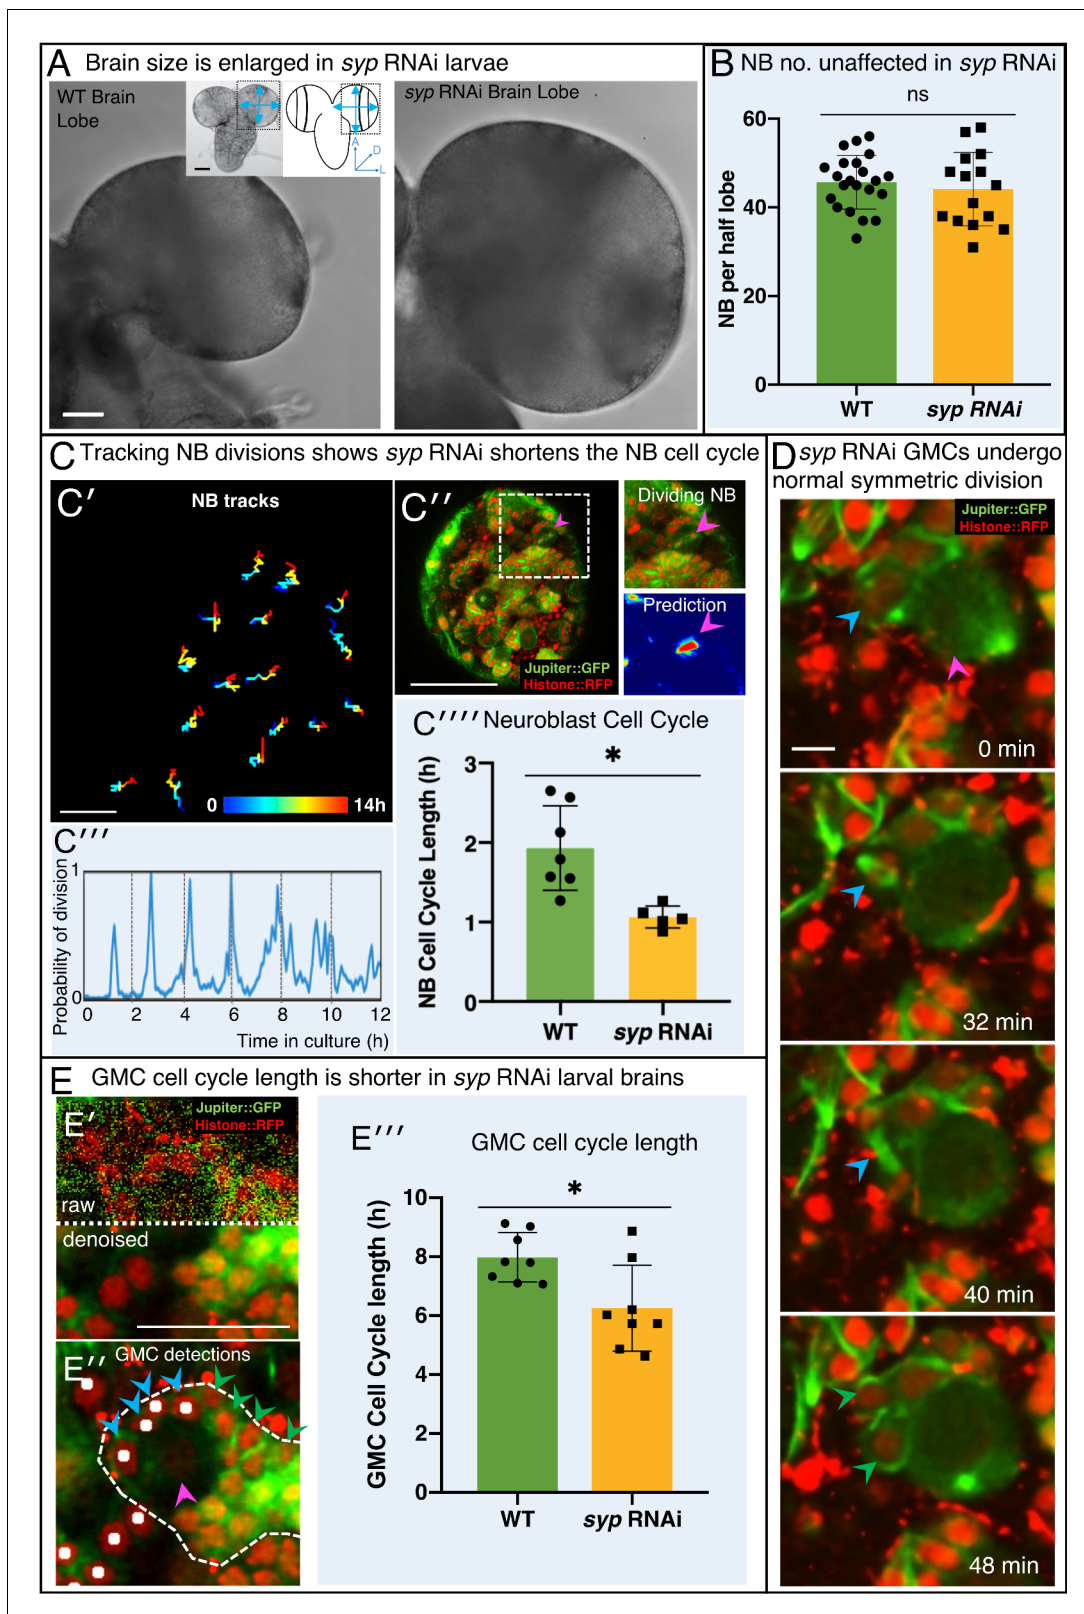 A Brain size is enlarged in syp RNAi larvae
WT Brain
Lobe
A
D
L
syp RNAi Brain Lobe
B NB no. unaffected in syp RNAi
ns
60
40
20
0
NB per half lobe
WT
syp RNAi
C Tracking NB divisions shows syp RNAi shortens the NB cell cycle
C′
NB tracks
0
14h
C′′
Jupiter::GFP
Histone::RFP
Dividing NB
Prediction
C′′′
Probability of division
1
0
0 2 4 6 8 10 12
Time in culture (h)
C′′′′ Neuroblast Cell Cycle
*
3
2
1
0
NB Cell Cycle Length (h)
WT
syp RNAi
D syp RNAi GMCs undergo
normal symmetric division
Jupiter::GFP
Histone::RFP
0 min
32 min
40 min
48 min
E GMC cell cycle length is shorter in syp RNAi larval brains
E′
Jupiter::GFP
Histone::RFP
raw
denoised
E′′
GMC detections
E′′′
GMC cell cycle length
*
10
8
6
4
2
0
GMC Cell Cycle length (h)
WT
syp RNAi